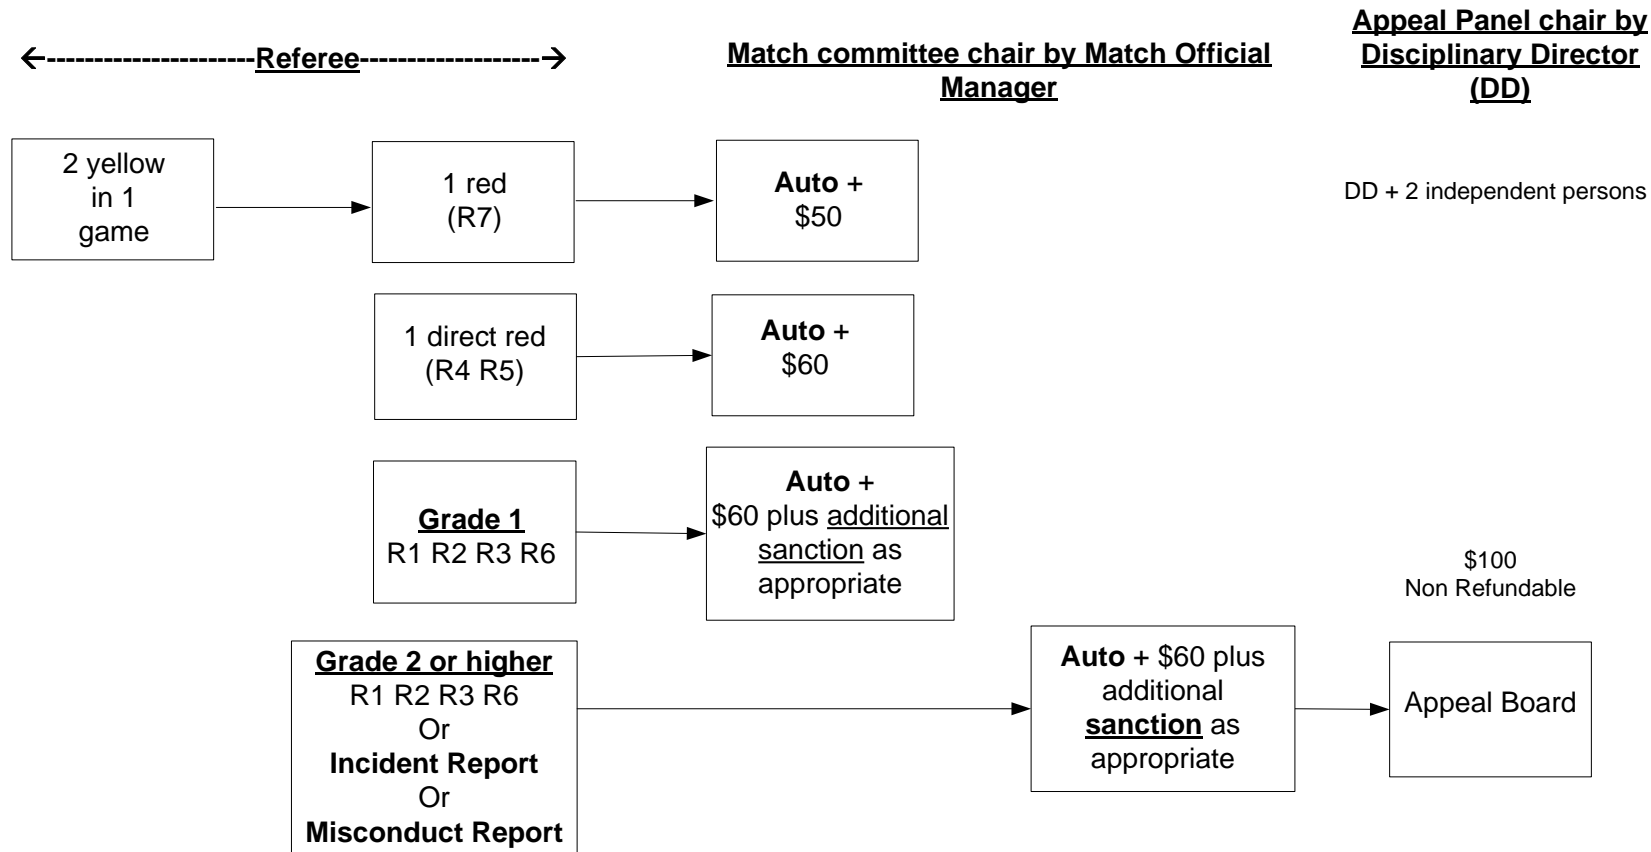 ←----------------------Referee-------------------→
Match committee chair by Match Official
Manager
Appeal Panel chair by
Disciplinary Director
(DD)
2 yellow
in 1
game
1 red
(R7)
Auto +
$50
DD + 2 independent persons
1 direct red
(R4 R5)
Auto +
$60
Grade 1
R1 R2 R3 R6
Auto +
$60 plus additional
sanction as
appropriate
$100
Non Refundable
Grade 2 or higher
R1 R2 R3 R6
Or
Incident Report
Or
Misconduct Report
Auto + $60 plus
additional
sanction as
appropriate
Appeal Board